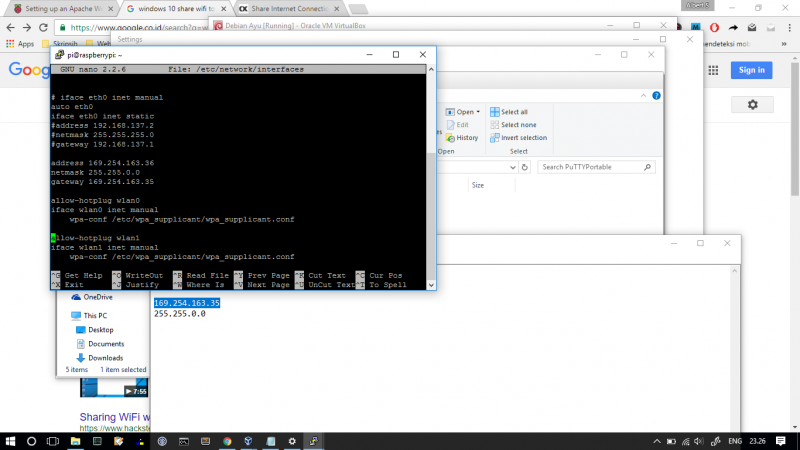 Setting up an Apache W
windows 10 share wifi to
Share Internet Connectio
https://www.google.co.id/search?q=w
Debian Ayu [Running] - Oracle VM VirtualBox
Apps
Skripsih
Settings
endeteksi mol
Goo
Sign in
pi@raspberrypi: ~
GNU nano 2.2.6 File: /etc/network/interfaces
# iface eth0 inet manual
auto eth0
iface eth0 inet static
#address 192.168.137.2
#netmask 255.255.255.0
#gateway 192.168.137.1
address 169.254.163.36
netmask 255.255.0.0
gateway 169.254.163.35
allow-hotplug wlan0
iface wlan0 inet manual
wpa-conf /etc/wpa_supplicant/wpa_supplicant.conf
allow-hotplug wlan1
iface wlan1 inet manual
wpa-conf /etc/wpa_supplicant/wpa_supplicant.conf
^G Get Help ^O WriteOut ^R Read File ^Y Prev Page ^K Cut Text ^C Cur Pos
^X Exit ^J Justify ^W Where Is ^V Next Page ^U UnCut Text ^T To Spell
Open
Edit
History
Open
Select all
Select none
Invert selection
Select
Search PuTTYPortable
Size
OneDrive
This PC
Desktop
Documents
Downloads
5 items 1 item selected
169.254.163.35
255.255.0.0
7:55
Sharing WiFi w
https://www.hackste
ENG
23.26